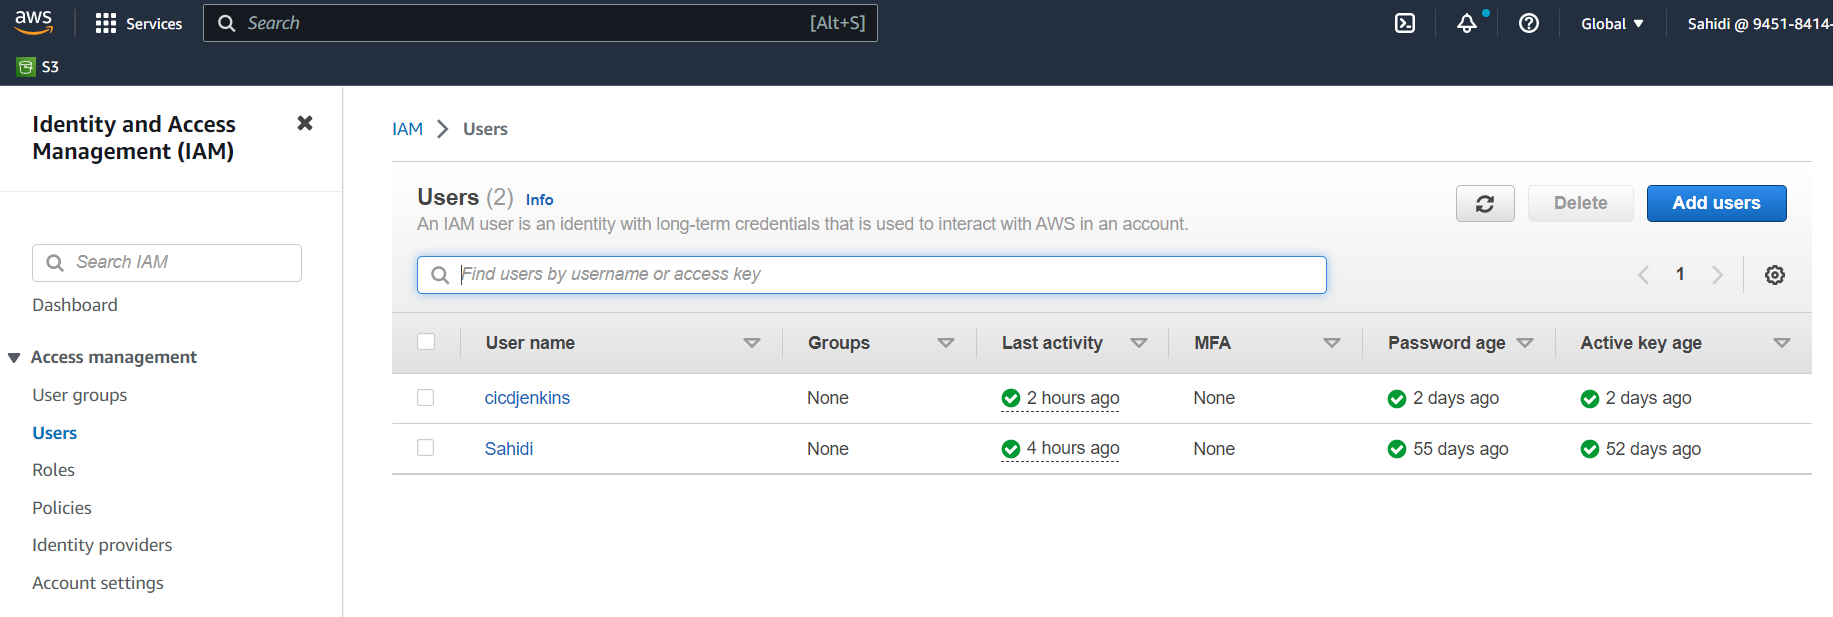 aws
Services
Search
[Alt+S]
Global
Sahidi @ 9451-8414-
S3
Identity and Access
Management (IAM)
Search IAM
Dashboard
Access management
User groups
Users
Roles
Policies
Identity providers
Account settings
IAM
Users
Users (2) Info
An IAM user is an identity with long-term credentials that is used to interact with AWS in an account.
Delete
Add users
Find users by username or access key
1
User name Groups Last activity MFA Password age Active key age
cicdjenkins None 2 hours ago None 2 days ago 2 days ago
Sahidi None 4 hours ago None 55 days ago 52 days ago